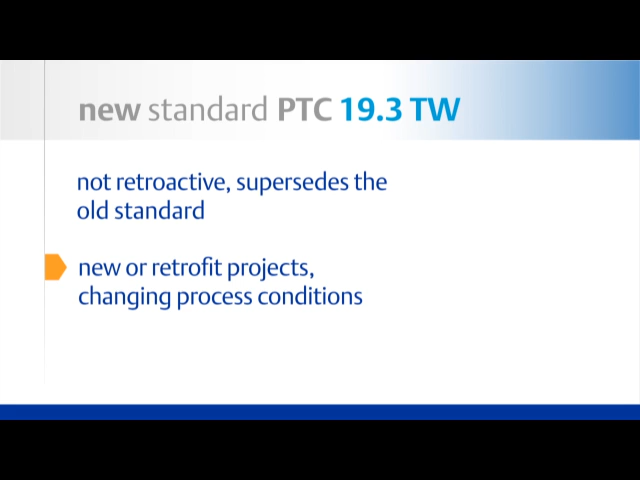 new standard PTC 19.3 TW
not retroactive, supersedes the
old standard
new or retrofit projects,
changing process conditions